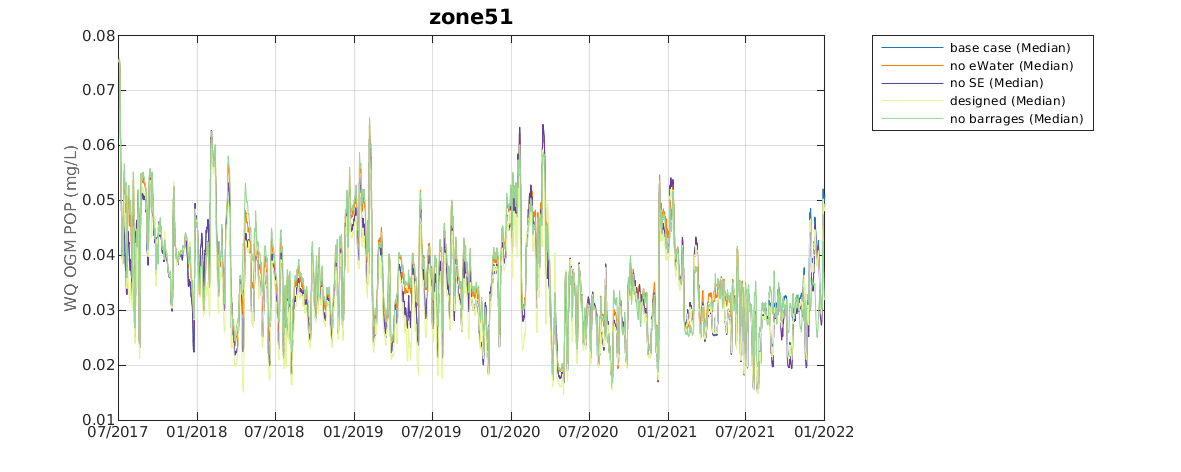 zone51
WQ OGM POP (mg/L)
0.08
0.07
0.06
0.05
0.04
0.03
0.02
0.01
07/2017 01/2018 07/2018 01/2019 07/2019 01/2020 07/2020 01/2021 07/2021 01/2022
base case (Median)
no eWater (Median)
no SE (Median)
designed (Median)
no barrages (Median)